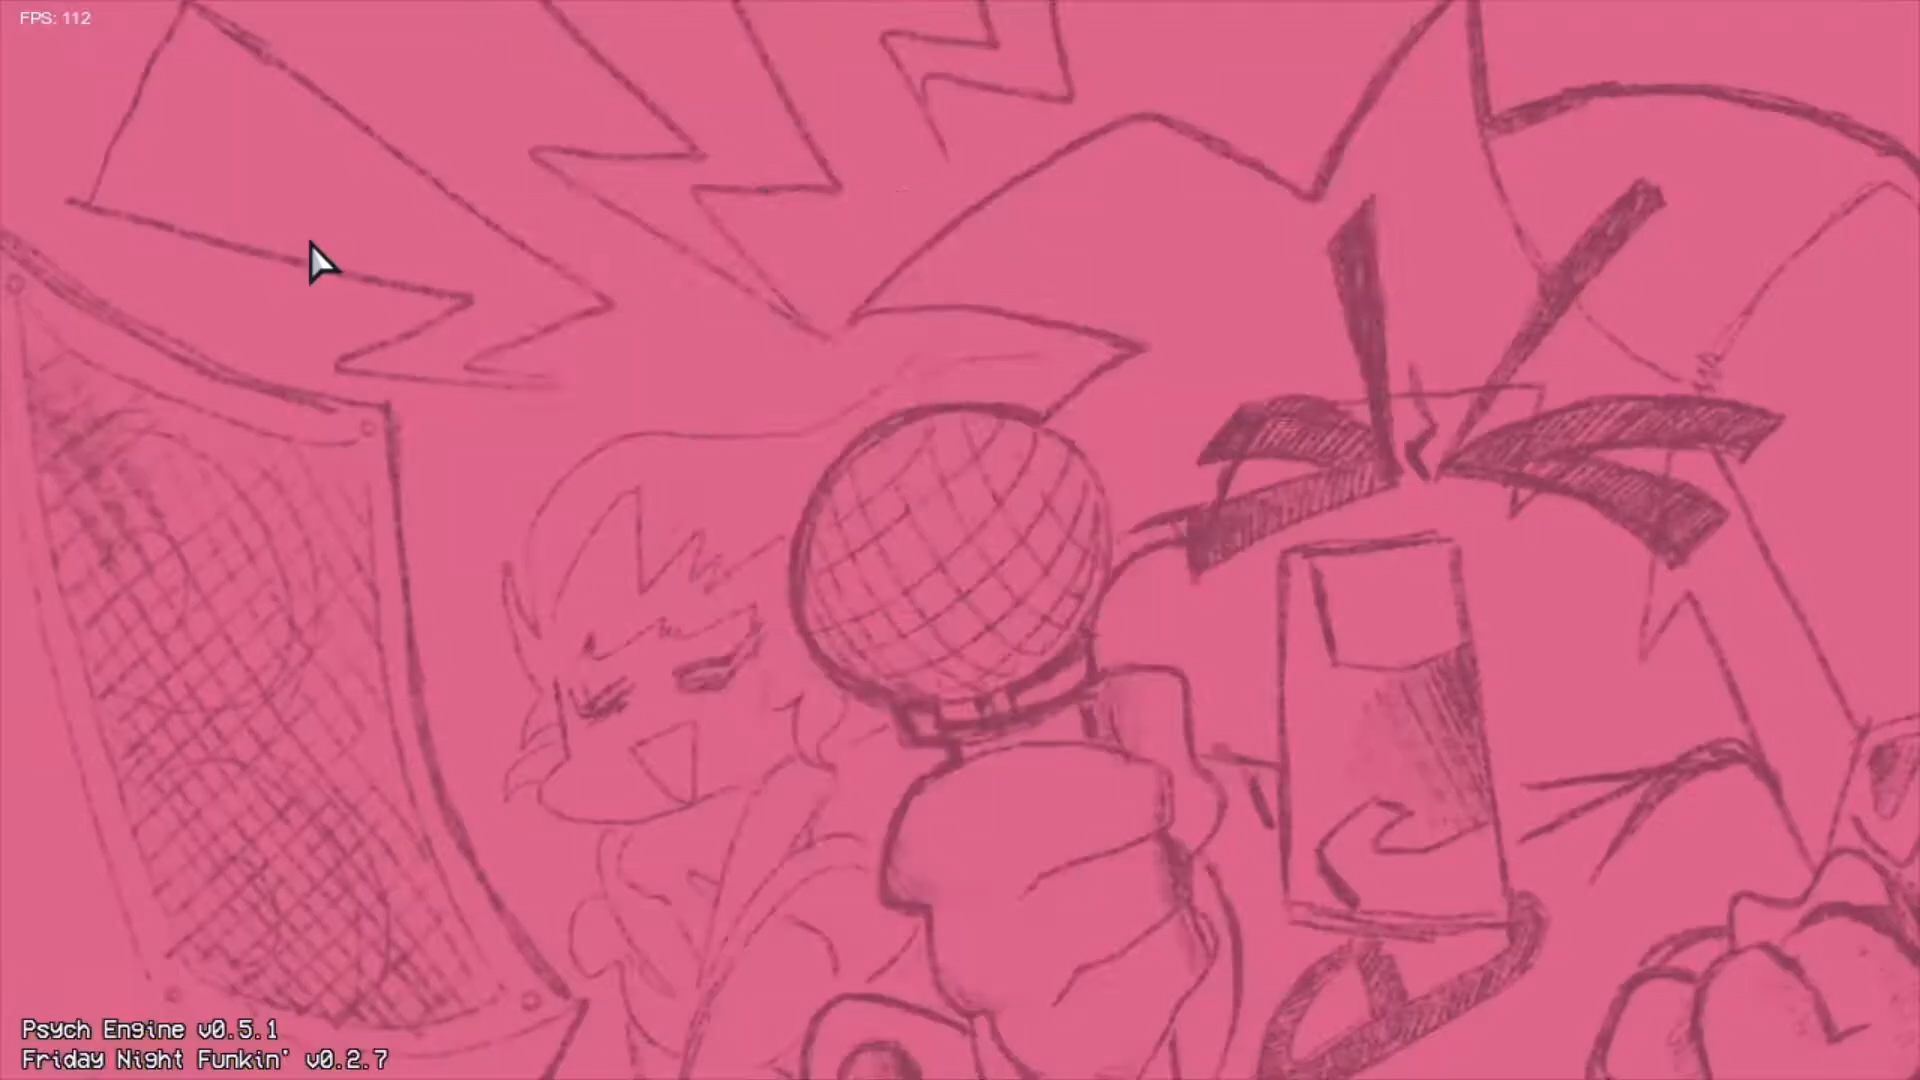 FPS: 112
Psych Engine v0.5.1
Friday Night Funkin' v0.2.7